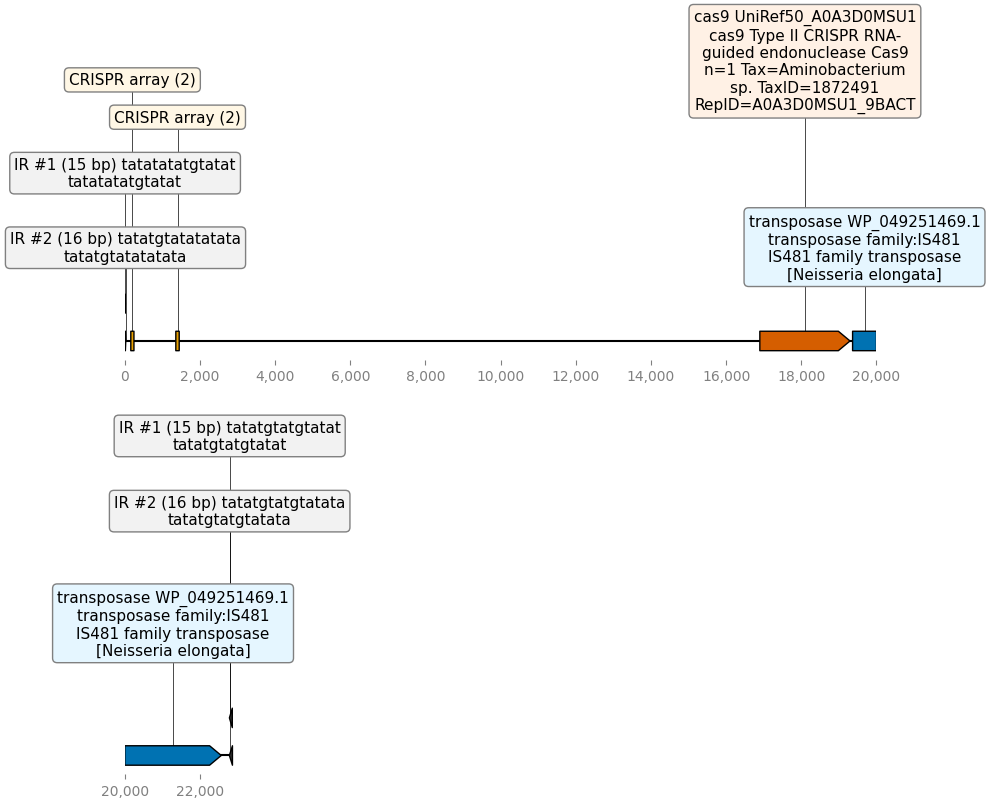 cas9 UniRef50_A0A3D0MSU1
cas9 Type II CRISPR RNA-
guided endonuclease Cas9
n=1 Tax=Aminobacterium
sp. TaxID=1872491
RepID=A0A3D0MSU1_9BACT
CRISPR array (2)
CRISPR array (2)
IR #1 (15 bp) tatatatatgtatat
tatatatatgtatat
IR #2 (16 bp) tatatgtatatatata
tatatgtatatatata
transposase WP_049251469.1
transposase family:IS481
IS481 family transposase
[Neisseria elongata]
0 2,000 4,000 6,000 8,000 10,000 12,000 14,000 16,000 18,000 20,000
IR #1 (15 bp) tatatgtatgtatat
tatatgtatgtatat
IR #2 (16 bp) tatatgtatgtatata
tatatgtatgtatata
transposase WP_049251469.1
transposase family:IS481
IS481 family transposase
[Neisseria elongata]
20,000 22,000